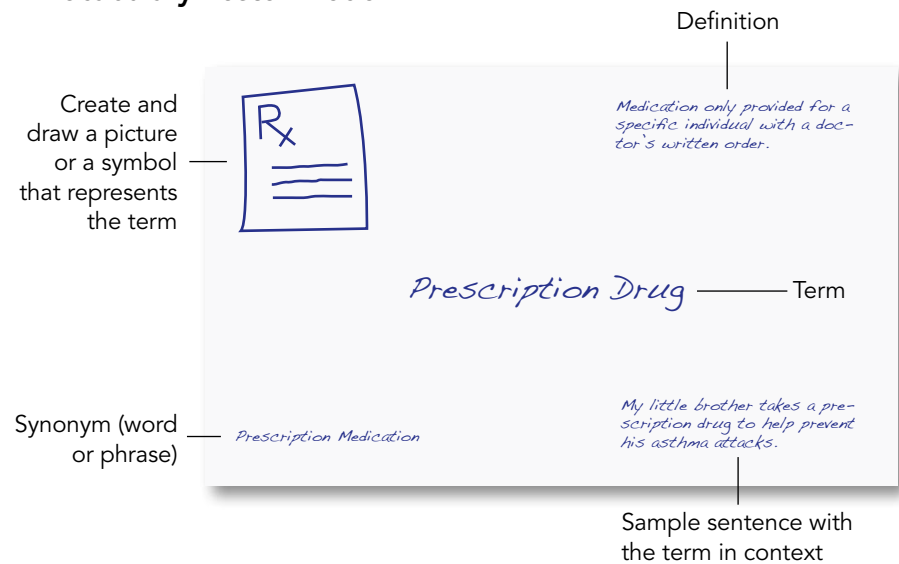 Definition
Create and
draw a picture
or a symbol
that represents
the term
Rx
Medication only provided for a
specific individual with a doc-
tor's written order.
Prescription Drug
Term
Synonym (word
or phrase)
Prescription Medication
My little brother takes a pre-
scription drug to help prevent
his asthma attacks.
Sample sentence with
the term in context